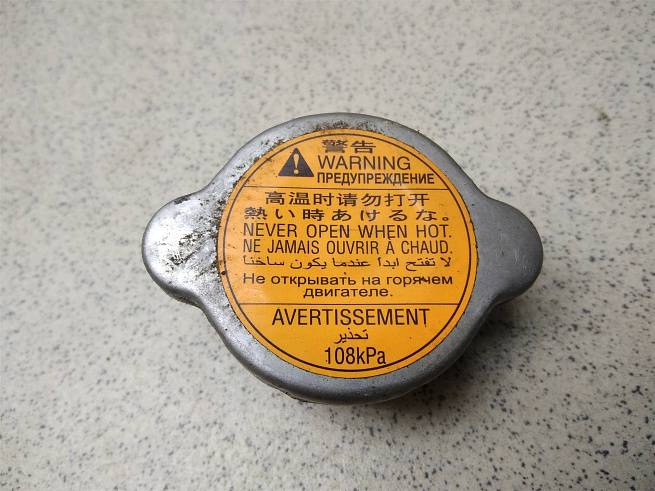 警告
WARNING
ПРЕДУПРЕЖДЕНИЕ
高温时请勿打开
熱い時あけるな。
NEVER OPEN WHEN HOT.
NE JAMAIS OUVRIR À CHAUD.
لا تفتح ابدأ عندما يكون ساخنا
Не открывать на горячем
двигателе.
AVERTISSEMENT
تحذير
108kPa